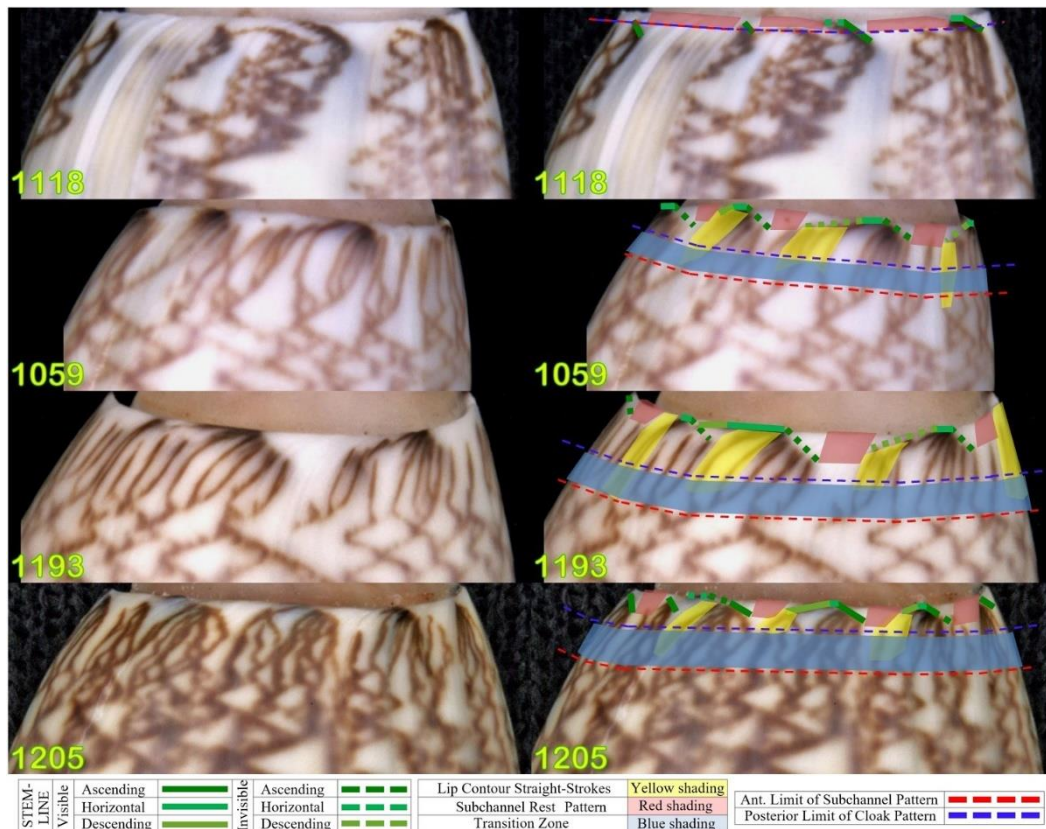 1118 1118
1059 1059
1193 1193
1205 1205
STEM-LINE
Visible
Ascending
Horizontal
Descending
Invisible
Ascending
Horizontal
Descending
Lip Contour Straight-Strokes Yellow shading
Subchannel Rest Pattern Red shading
Transition Zone Blue shading
Ant. Limit of Subchannel Pattern
Posterior Limit of Cloak Pattern